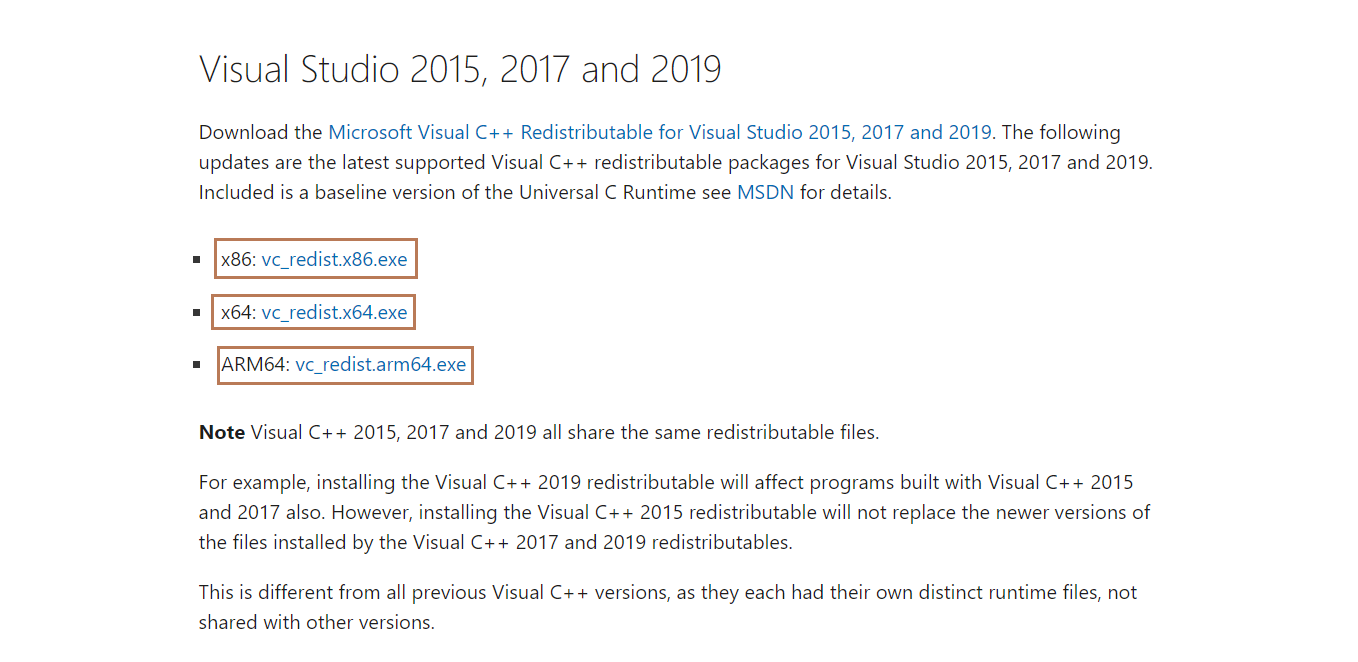 Visual Studio 2015, 2017 and 2019
Download the Microsoft Visual C++ Redistributable for Visual Studio 2015, 2017 and 2019. The following
updates are the latest supported Visual C++ redistributable packages for Visual Studio 2015, 2017 and 2019.
Included is a baseline version of the Universal C Runtime see MSDN for details.
x86: vc_redist.x86.exe
x64: vc_redist.x64.exe
ARM64: vc_redist.arm64.exe
Note Visual C++ 2015, 2017 and 2019 all share the same redistributable files.
For example, installing the Visual C++ 2019 redistributable will affect programs built with Visual C++ 2015
and 2017 also. However, installing the Visual C++ 2015 redistributable will not replace the newer versions of
the files installed by the Visual C++ 2017 and 2019 redistributables.
This is different from all previous Visual C++ versions, as they each had their own distinct runtime files, not
shared with other versions.